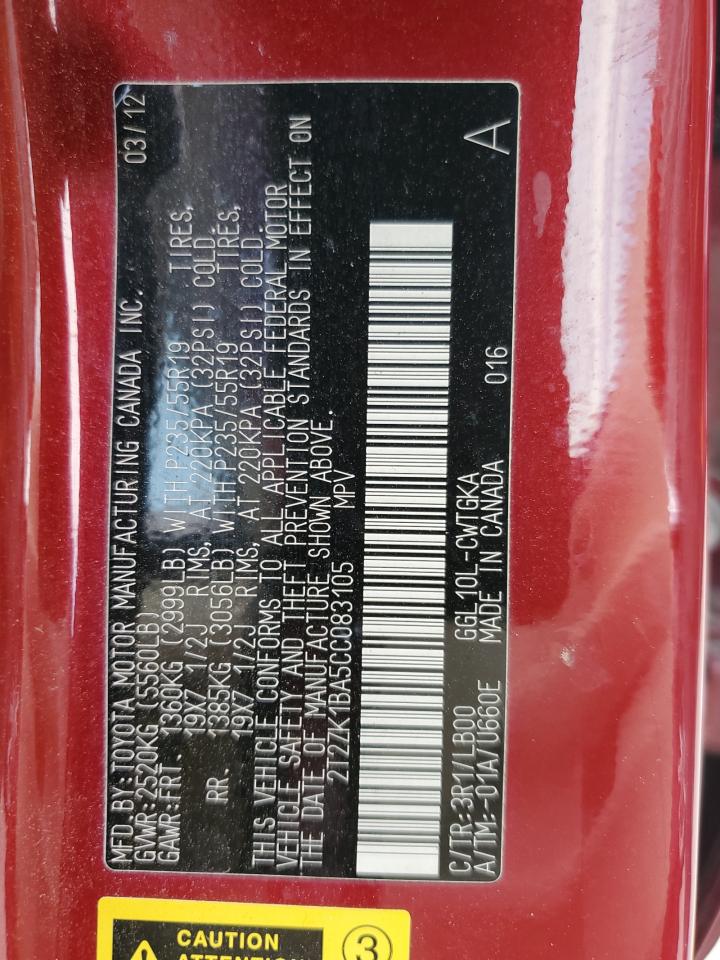 MFD.BY:TOYOTA MOTOR MANUFACTURING CANADA INC. 03/12
GVWR:2520KG (5560LB)
GAWR:FRT. 1360KG (2999LB) WITH P235/55R19 TIRES,
19X7 1/2J RIMS, AT 220KPA (32PSI) COLD
RR. 1385KG (3056LB) WITH P235/55R19 TIRES,
19X7 1/2J RIMS, AT 220KPA (32PSI) COLD.
THIS VEHICLE CONFORMS TO ALL APPLICABLE FEDERAL MOTOR
VEHICLE SAFETY AND THEFT PREVENTION STANDARDS IN EFFECT ON
THE DATE OF MANUFACTURE SHOWN ABOVE.
2T2ZK1BA5CC083105 MPV
C/TR:3R1/LB00 GGL10L-CWTGKA
A/TM:-01A/U660E MADE IN CANADA 016 A
CAUTION
3